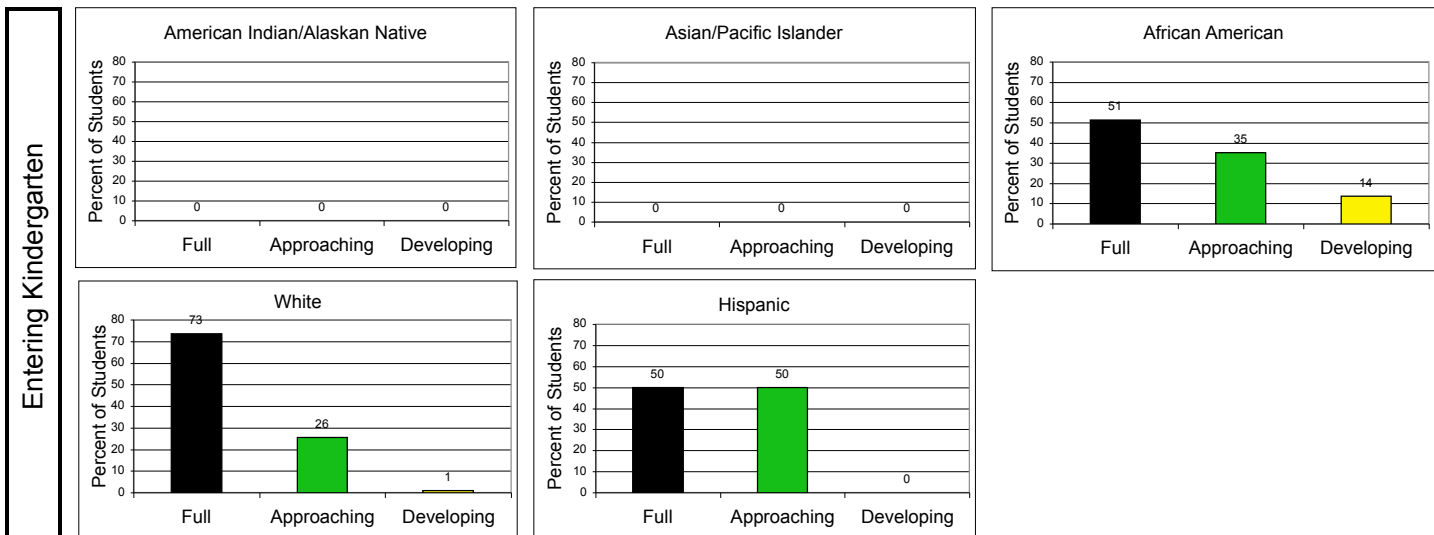 Entering Kindergarten
American Indian/Alaskan Native
Percent of Students
80
70
60
50
40
30
20
10
0
0 0 0
Full Approaching Developing
Asian/Pacific Islander
Percent of Students
80
70
60
50
40
30
20
10
0
0 0 0
Full Approaching Developing
African American
Percent of Students
80
70
60
50
40
30
20
10
0
51
35
14
Full Approaching Developing
White
Percent of Students
80
70
60
50
40
30
20
10
0
73
26
1
Full Approaching Developing
Hispanic
Percent of Students
80
70
60
50
40
30
20
10
0
50 50
0
Full Approaching Developing